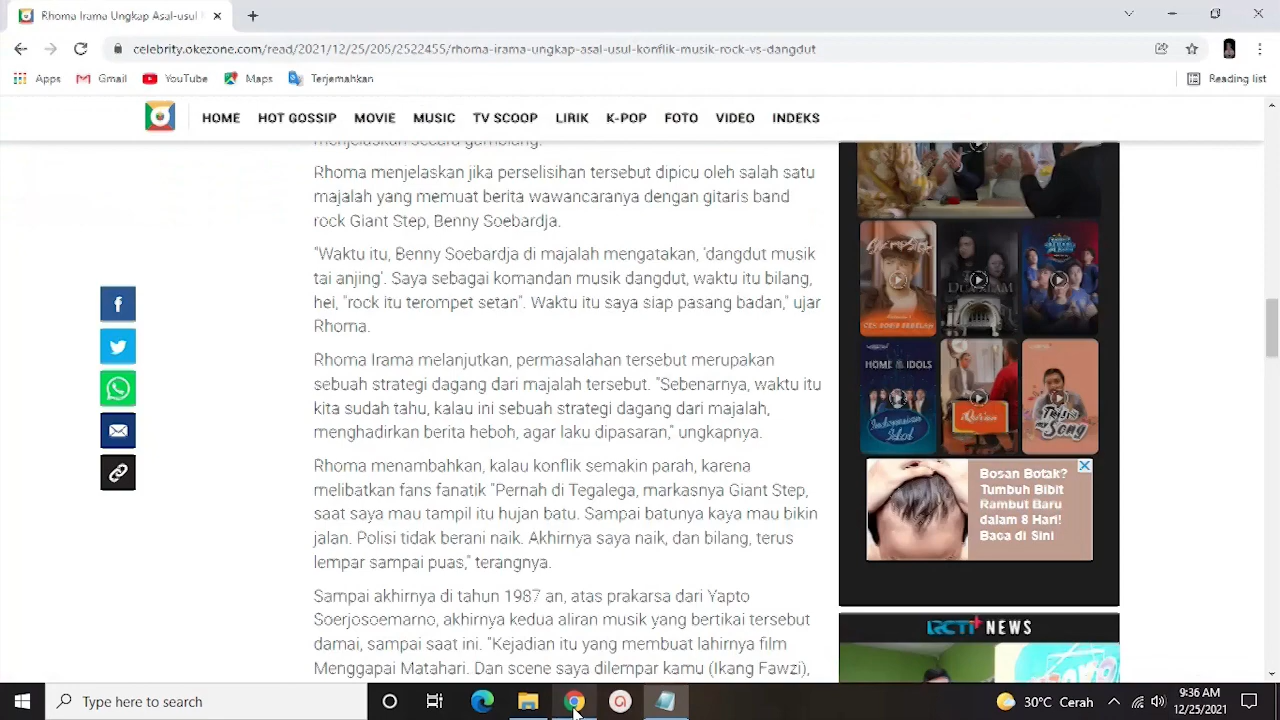 Rhoma Irama Ungkap Asal-usul
celebrity.okezone.com/read/2021/12/25/205/2522455/rhoma-irama-ungkap-asal-usul-konflik-musik-rock-vs-dangdut
Apps Gmail YouTube Maps Terjemahkan Reading list
HOME HOT GOSSIP MOVIE MUSIC TV SCOOP LIRIK K-POP FOTO VIDEO INDEKS
menjelaskan secara gamblang.
Rhoma menjelaskan jika perselisihan tersebut dipicu oleh salah satu
majalah yang memuat berita wawancaranya dengan gitaris band
rock Giant Step, Benny Soebardja.
"Waktu itu, Benny Soebardja di majalah mengatakan, 'dangdut musik
tai anjing'. Saya sebagai komandan musik dangdut, waktu itu bilang,
hei, "rock itu terompet setan". Waktu itu saya siap pasang badan," ujar
Rhoma.
Rhoma Irama melanjutkan, permasalahan tersebut merupakan
sebuah strategi dagang dari majalah tersebut. "Sebenarnya, waktu itu
kita sudah tahu, kalau ini sebuah strategi dagang dari majalah,
menghadirkan berita heboh, agar laku dipasaran," ungkapnya.
Rhoma menambahkan, kalau konflik semakin parah, karena
melibatkan fans fanatik "Pernah di Tegalega, markasnya Giant Step,
saat saya mau tampil itu hujan batu. Sampai batunya kaya mau bikin
jalan. Polisi tidak berani naik. Akhirnya saya naik, dan bilang, terus
lempar sampai puas," terangnya.
Sampai akhirnya di tahun 1987 an, atas prakarsa dari Yapto
Soerjosoemarno, akhirnya kedua aliran musik yang bertikai tersebut
damai, sampai saat ini. "Kejadian itu yang membuat lahirnya film
Menggapai Matahari. Dan scene saya dilempar kamu (Ikang Fawzi),
HOME OF IDOLS
Indonesian Idol
This is my Song
Bosan Botak?
Tumbuh Bibit
Rambut Baru
dalam 8 Hari!
Baca di Sini
RCTI+ NEWS
Type here to search
30°C Cerah
9:36 AM
12/25/2021